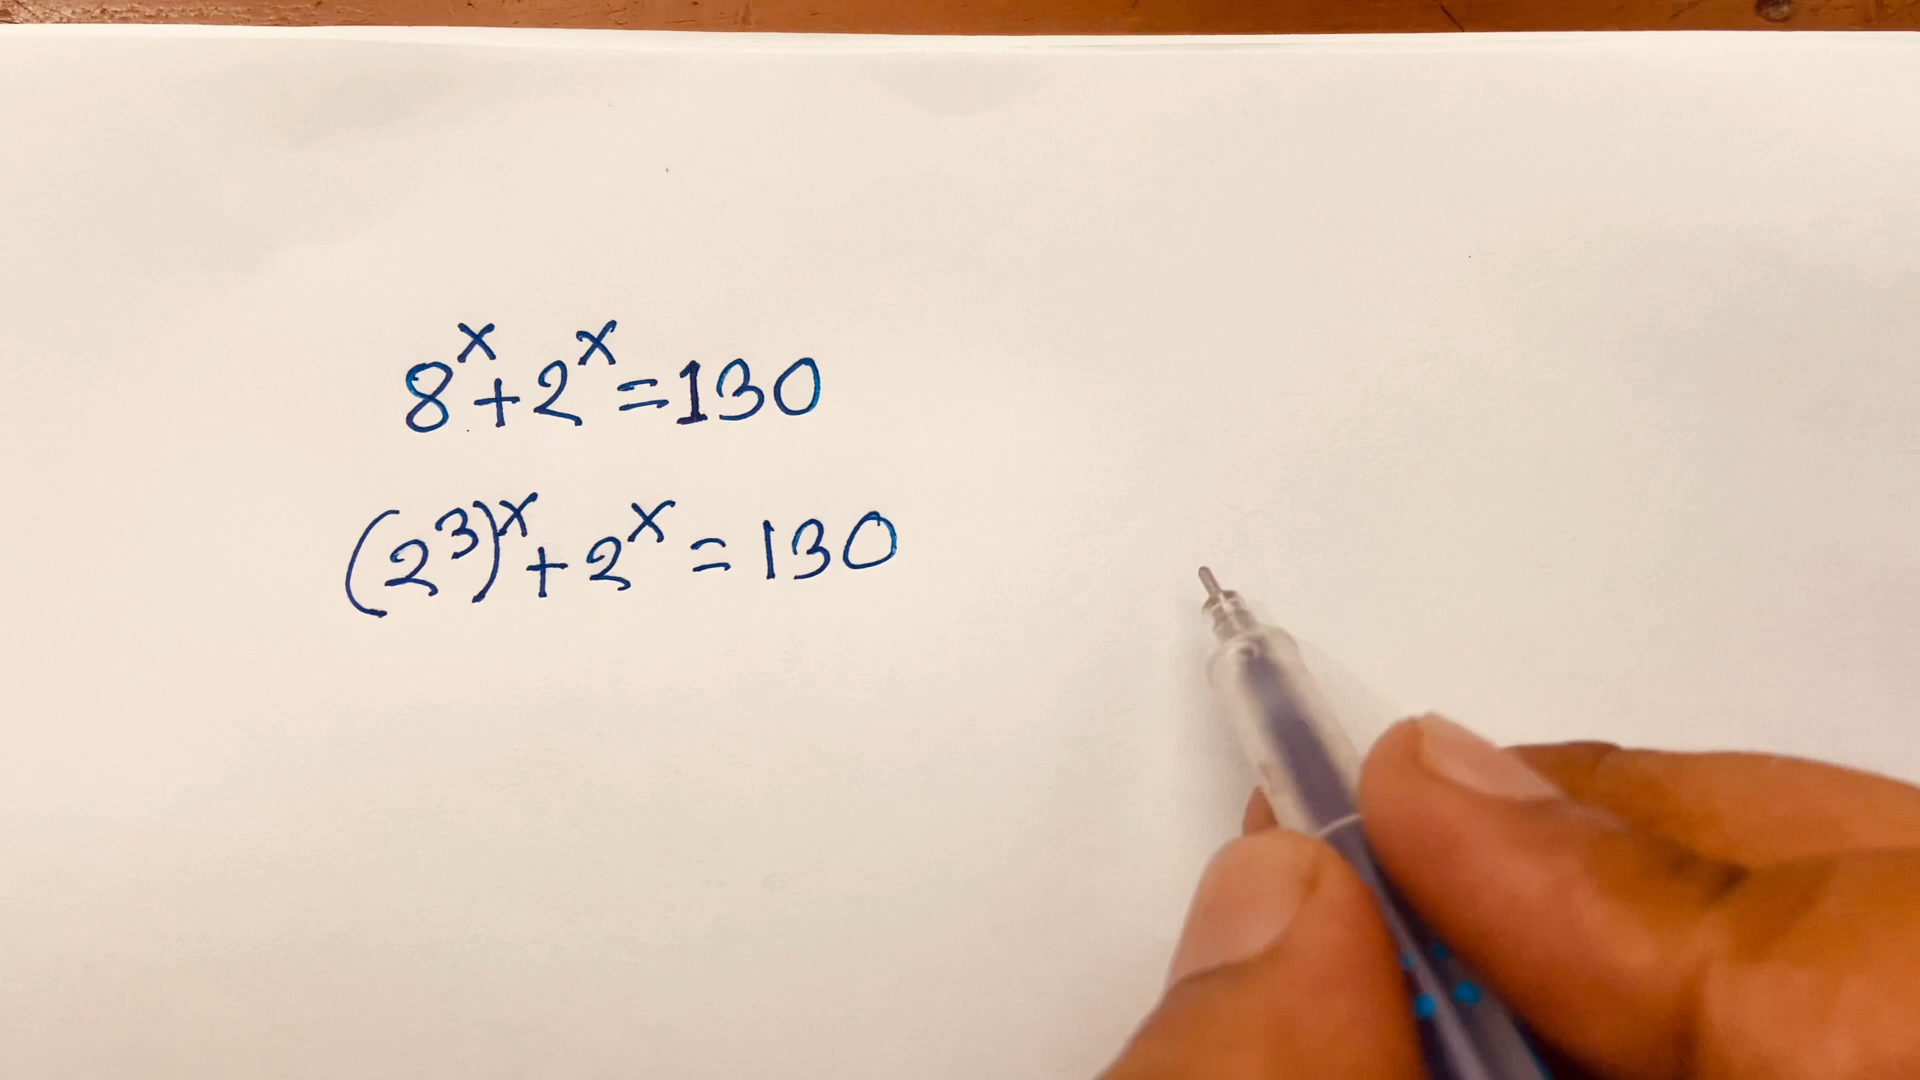 8^x + 2^x = 130
(2^3)^x + 2^x = 130